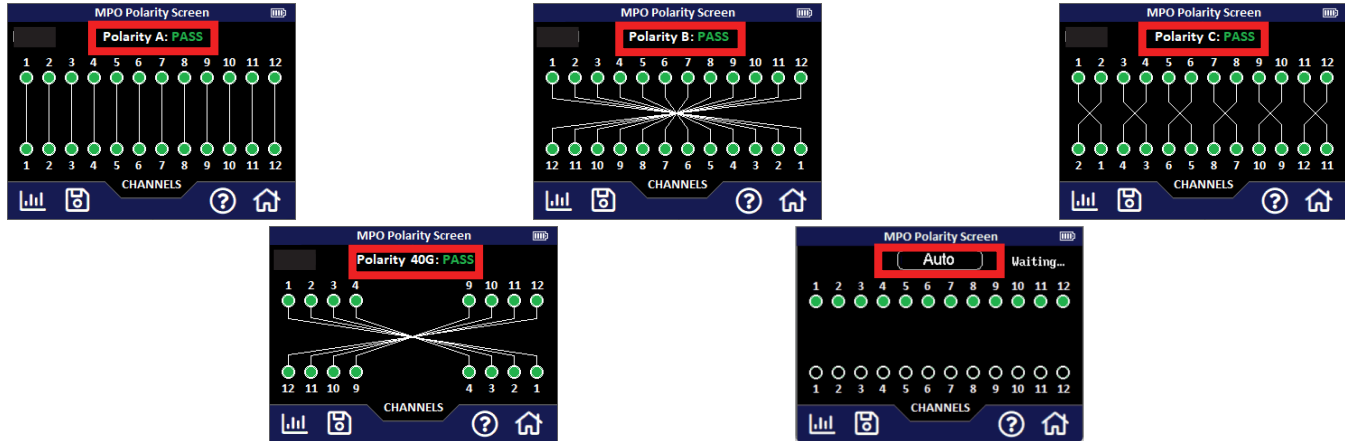 MPO Polarity Screen
Polarity A: PASS
1 2 3 4 5 6 7 8 9 10 11 12
1 2 3 4 5 6 7 8 9 10 11 12
CHANNELS
MPO Polarity Screen
Polarity B: PASS
1 2 3 4 5 6 7 8 9 10 11 12
12 11 10 9 8 7 6 5 4 3 2 1
CHANNELS
MPO Polarity Screen
Polarity C: PASS
1 2 3 4 5 6 7 8 9 10 11 12
2 1 4 3 6 5 8 7 10 9 12 11
CHANNELS
MPO Polarity Screen
Polarity 40G: PASS
1 2 3 4 9 10 11 12
12 11 10 9 4 3 2 1
CHANNELS
MPO Polarity Screen
Auto Waiting...
1 2 3 4 5 6 7 8 9 10 11 12
1 2 3 4 5 6 7 8 9 10 11 12
CHANNELS